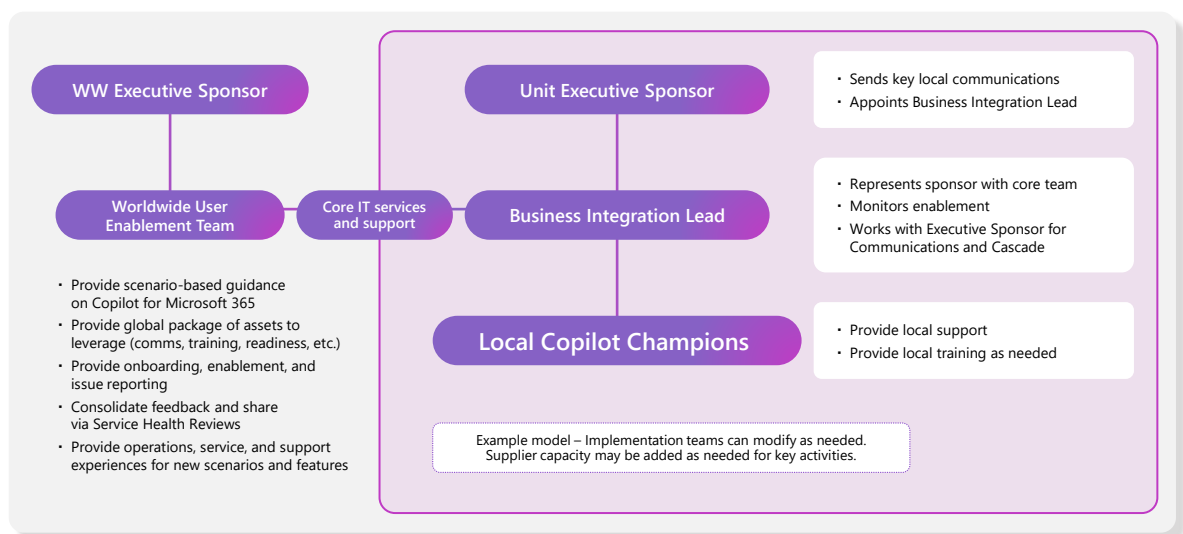 WW Executive Sponsor
Worldwide User
Enablement Team
Core IT services
and support
· Provide scenario-based guidance
on Copilot for Microsoft 365
· Provide global package of assets to
leverage (comms, training, readiness, etc.)
· Provide onboarding, enablement, and
issue reporting
· Consolidate feedback and share
via Service Health Reviews
· Provide operations, service, and support
experiences for new scenarios and features
Unit Executive Sponsor
· Sends key local communications
· Appoints Business Integration Lead
Business Integration Lead
· Represents sponsor with core team
· Monitors enablement
· Works with Executive Sponsor for
Communications and Cascade
Local Copilot Champions
· Provide local support
· Provide local training as needed
Example model – Implementation teams can modify as needed.
Supplier capacity may be added as needed for key activities.